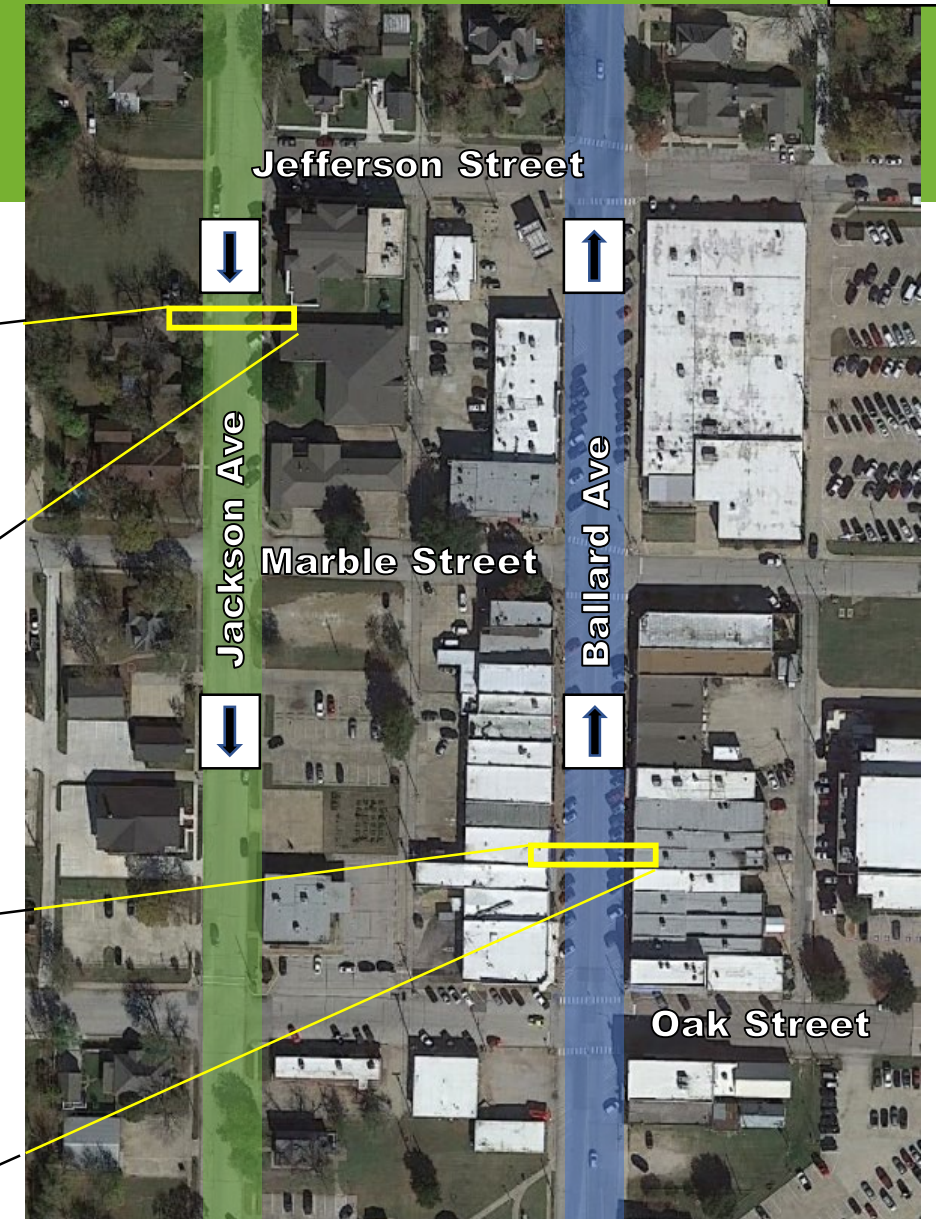 Jefferson Street
Jackson Ave
Ballard Ave
Marble Street
Oak Street